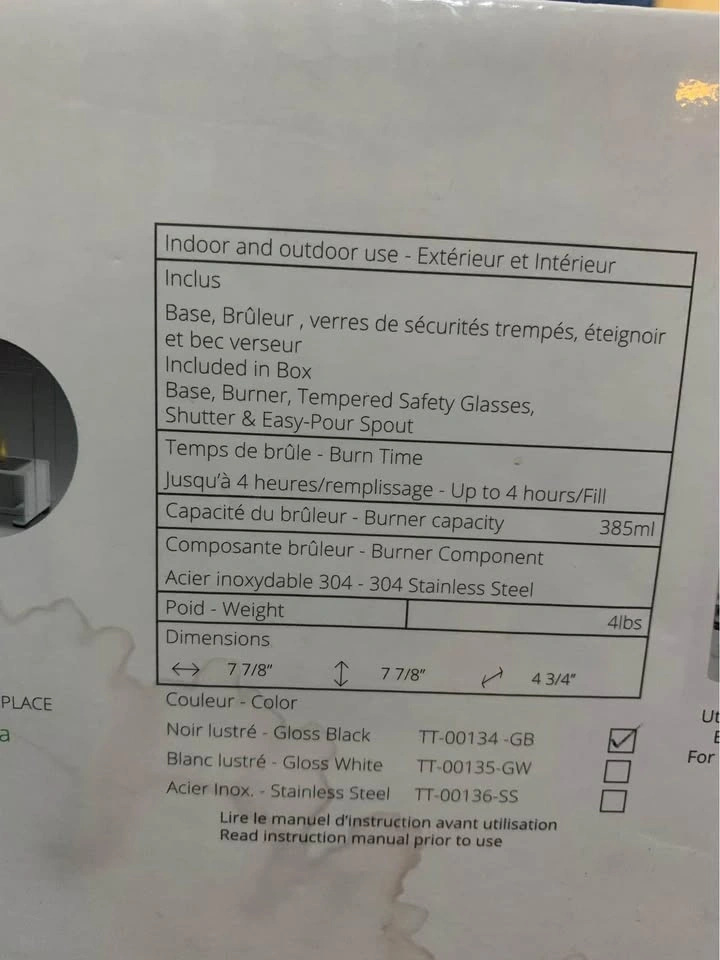 Indoor and outdoor use - Extérieur et Intérieur
Inclus
Base, Brûleur , verres de sécurités trempés, éteignoir
et bec verseur
Included in Box
Base, Burner, Tempered Safety Glasses,
Shutter & Easy-Pour Spout
Temps de brûle - Burn Time
Jusqu'à 4 heures/remplissage - Up to 4 hours/Fill
Capacité du brûleur - Burner capacity 385ml
Composante brûleur - Burner Component
Acier inoxydable 304 - 304 Stainless Steel
Poid - Weight 4lbs
Dimensions
7 7/8" 7 7/8" 4 3/4"
Couleur - Color
Noir lustré - Gloss Black TT-00134 -GB
Blanc lustré - Gloss White TT-00135-GW
Acier Inox. - Stainless Steel TT-00136-SS
Lire le manuel d'instruction avant utilisation
Read instruction manual prior to use
PLACE
a
Ut
E
For